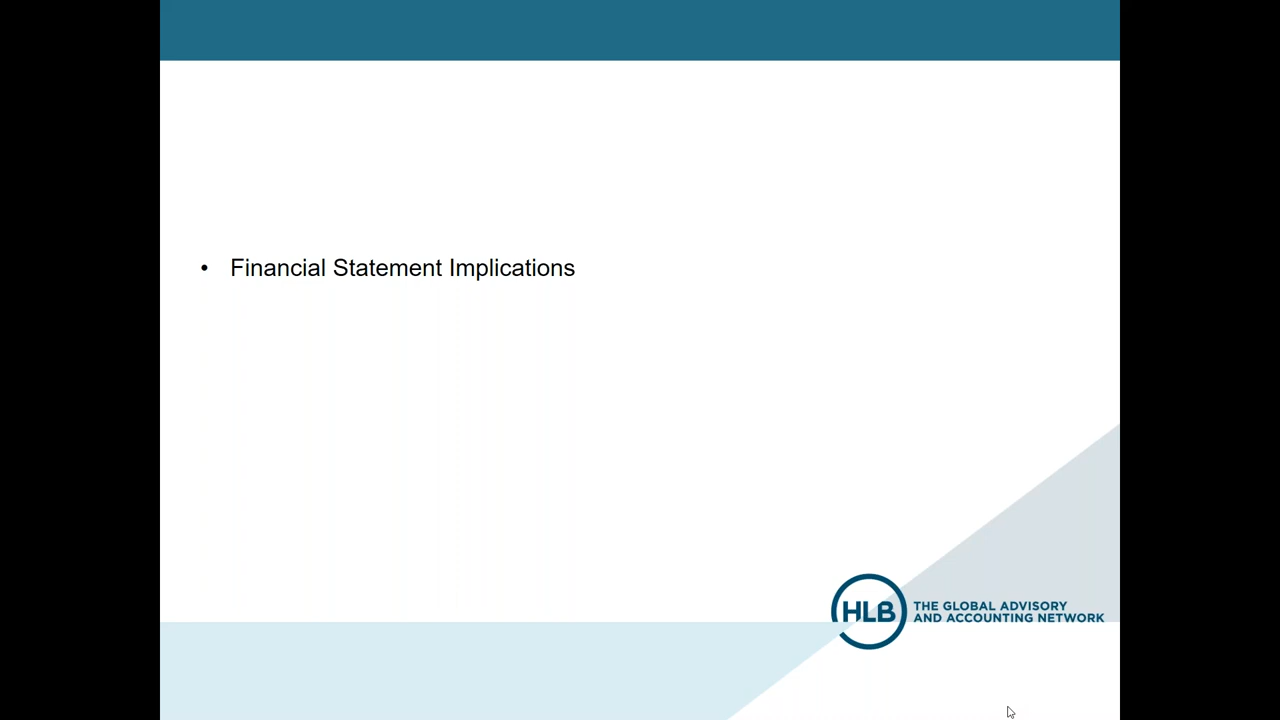 • Financial Statement Implications
HLB
THE GLOBAL ADVISORY
AND ACCOUNTING NETWORK